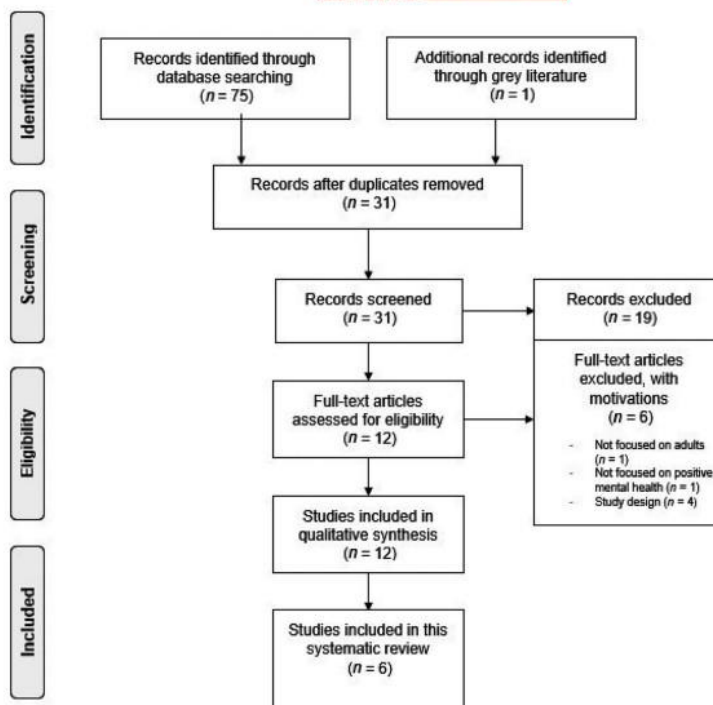 Identification
Records identified through
database searching
(n = 75)
Additional records identified
through grey literature
(n = 1)
Records after duplicates removed
(n = 31)
Screening
Records screened
(n = 31)
Records excluded
(n = 19)
Eligibility
Full-text articles
assessed for eligibility
(n = 12)
Full-text articles
excluded, with
motivations
(n = 6)
- Not focused on adults
(n = 1)
- Not focused on positive
mental health (n = 1)
- Study design (n = 4)
Studies included in
qualitative synthesis
(n = 12)
Included
Studies included in this
systematic review
(n = 6)